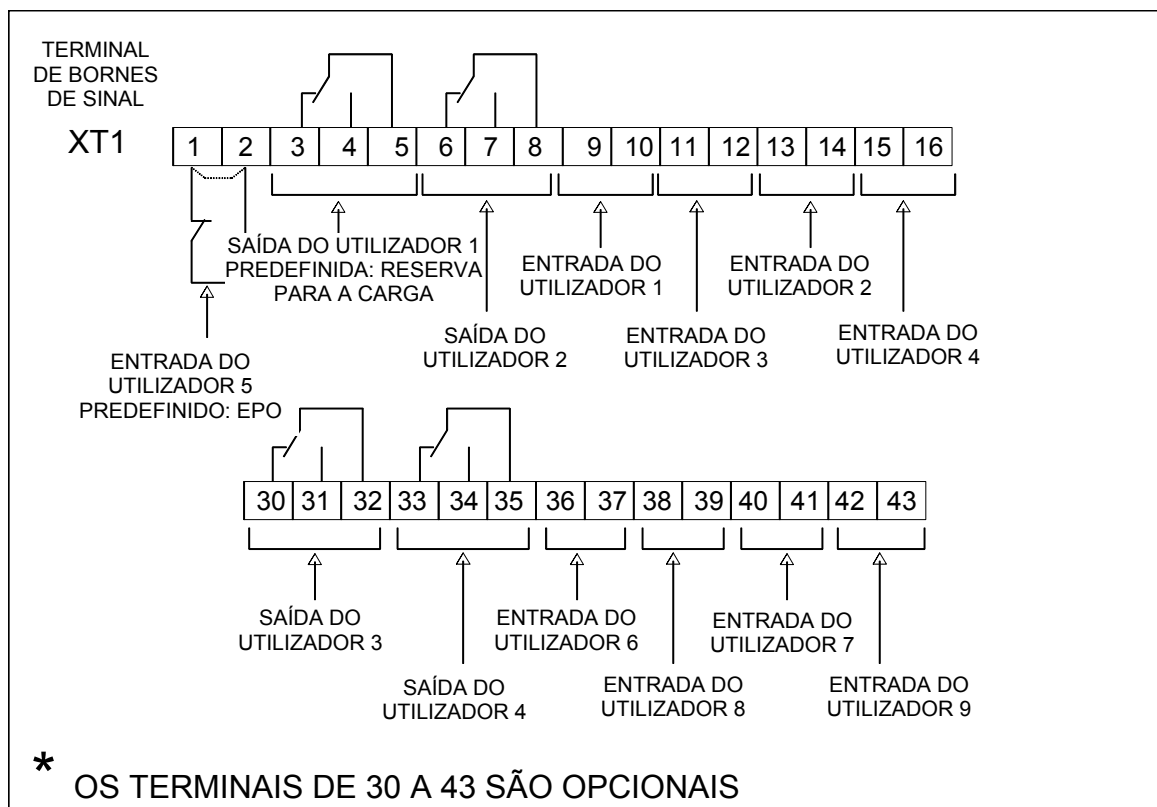 TERMINAL
DE BORNES
DE SINAL
XT1
1 2 3 4 5 6 7 8 9 10 11 12 13 14 15 16
SAÍDA DO UTILIZADOR 1
PREDEFINIDA: RESERVA
PARA A CARGA
ENTRADA DO
UTILIZADOR 1
ENTRADA DO
UTILIZADOR 2
SAÍDA DO
UTILIZADOR 2
ENTRADA DO
UTILIZADOR 3
ENTRADA DO
UTILIZADOR 4
ENTRADA DO
UTILIZADOR 5
PREDEFINIDO: EPO
30 31 32 33 34 35 36 37 38 39 40 41 42 43
SAÍDA DO
UTILIZADOR 3
ENTRADA DO
UTILIZADOR 6
ENTRADA DO
UTILIZADOR 7
SAÍDA DO
UTILIZADOR 4
ENTRADA DO
UTILIZADOR 8
ENTRADA DO
UTILIZADOR 9
* OS TERMINAIS DE 30 A 43 SÃO OPCIONAIS